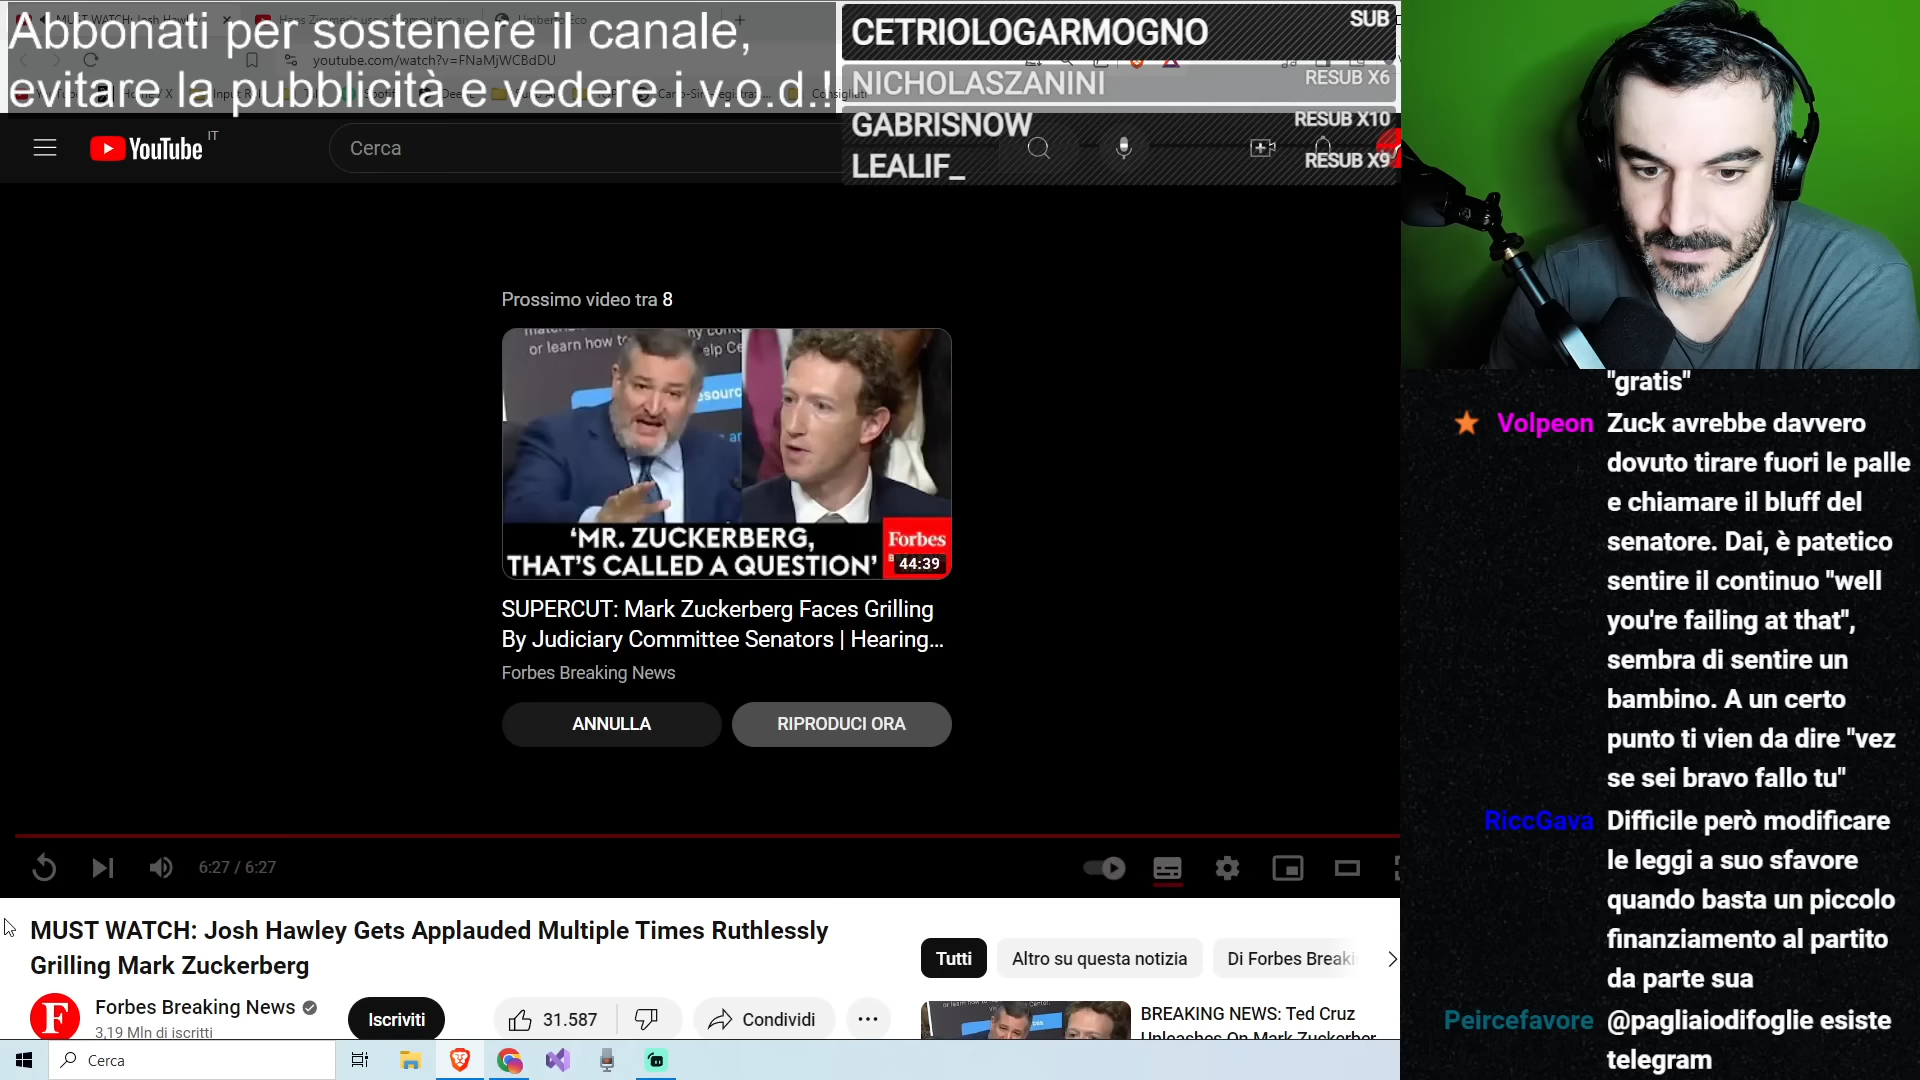 Abbonati per sostenere il canale,
evitare la pubblicità e vedere i v.o.d.!!
youtube.com/watch?v=FNaMjWCBdDU
CETRIOLOGARMOGNO SUB
NICHOLASZANINI RESUB X6
GABRISNOW RESUB X10
LEALIF_ RESUB X9
YouTube IT
Cerca
Prossimo video tra 8
or learn how to
elp Ce
'MR. ZUCKERBERG,
THAT'S CALLED A QUESTION'
Forbes
44:39
SUPERCUT: Mark Zuckerberg Faces Grilling
By Judiciary Committee Senators | Hearing...
Forbes Breaking News
ANNULLA
RIPRODUCI ORA
6:27 / 6:27
MUST WATCH: Josh Hawley Gets Applauded Multiple Times Ruthlessly
Grilling Mark Zuckerberg
F
Forbes Breaking News
3,19 Mln di iscritti
Iscriviti
31.587
Condividi
Tutti
Altro su questa notizia
Di Forbes Breaki
BREAKING NEWS: Ted Cruz
Unleashes On Mark Zuckerber
Cerca
"gratis"
Volpeon Zuck avrebbe davvero
dovuto tirare fuori le palle
e chiamare il bluff del
senatore. Dai, è patetico
sentire il continuo "well
you're failing at that",
sembra di sentire un
bambino. A un certo
punto ti vien da dire "vez
se sei bravo fallo tu"
RiccGava Difficile però modificare
le leggi a suo sfavore
quando basta un piccolo
finanziamento al partito
da parte sua
Peircefavore @pagliaiodifoglie esiste
telegram